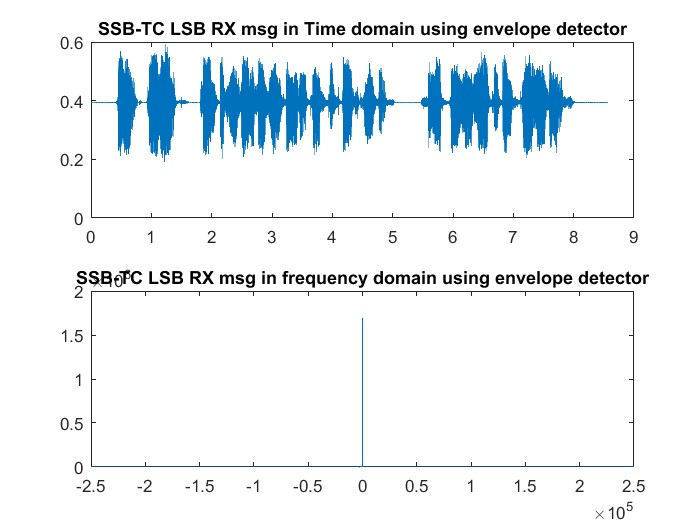 SSB-TC LSB RX msg in Time domain using envelope detector
0.6
0.4
0.2
0
0 1 2 3 4 5 6 7 8 9
SSB-TC LSB RX msg in frequency domain using envelope detector
2
1.5
1
0.5
0
-2.5 -2 -1.5 -1 -0.5 0 0.5 1 1.5 2 2.5
×10⁵